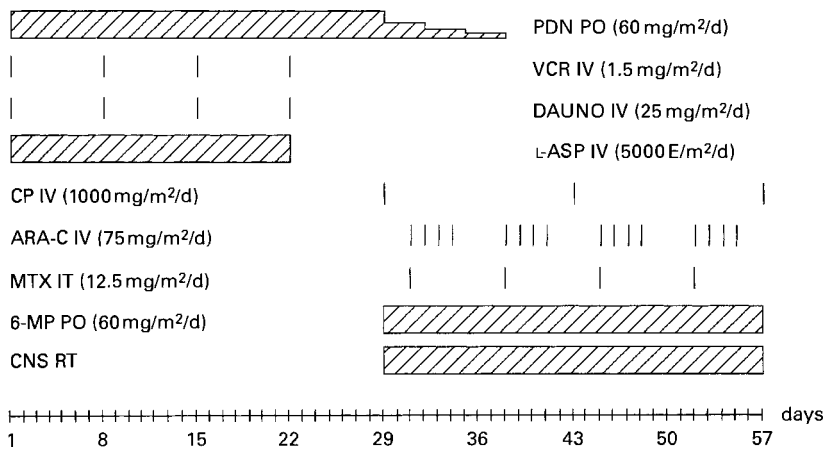 PDN PO (60 mg/m²/d)
VCR IV (1.5 mg/m²/d)
DAUNO IV (25 mg/m²/d)
L-ASP IV (5000 E/m²/d)
CP IV (1000 mg/m²/d)
ARA-C IV (75 mg/m²/d)
MTX IT (12.5 mg/m²/d)
6-MP PO (60 mg/m²/d)
CNS RT
days
1 8 15 22 29 36 43 50 57